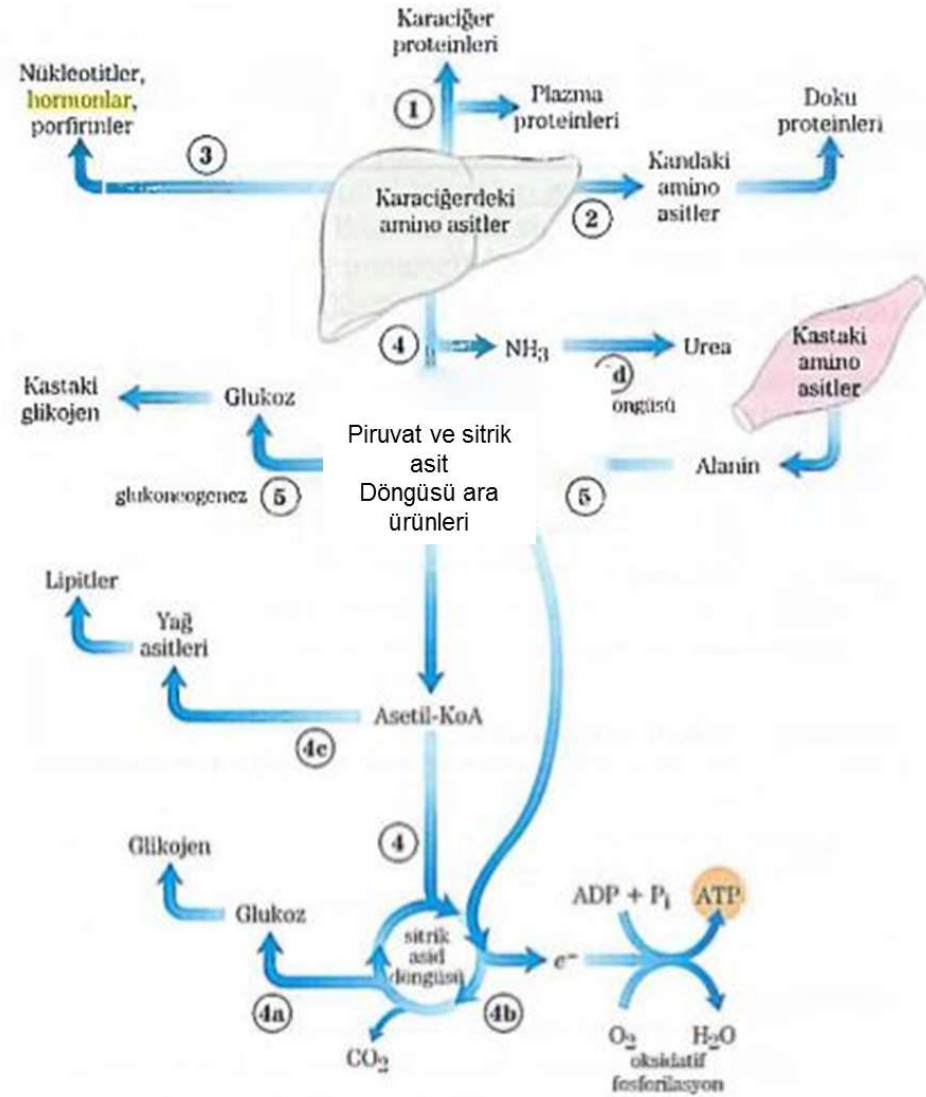 Karaciğer
proteinleri
Nükleotitler,
hormonlar,
porfirinler
1
Plazma
proteinleri
Doku
proteinleri
3
Karaciğerdeki
amino asitler
2
Kandaki
amino
asitler
4
NH3
Urea
d
öngüsü
Kastaki
amino
asitler
Kastaki
glikojen
Glukoz
Piruvat ve sitrik
asit
Döngüsü ara
ürünleri
Alanin
glukoneogenez
5
5
Lipitler
Yağ
asitleri
Asetil-KoA
4c
4
Glikojen
Glukoz
sitrik
asid
döngüsü
ADP + Pi
ATP
e-
4a
4b
CO2
O2
H2O
oksidatif
fosforilasyon